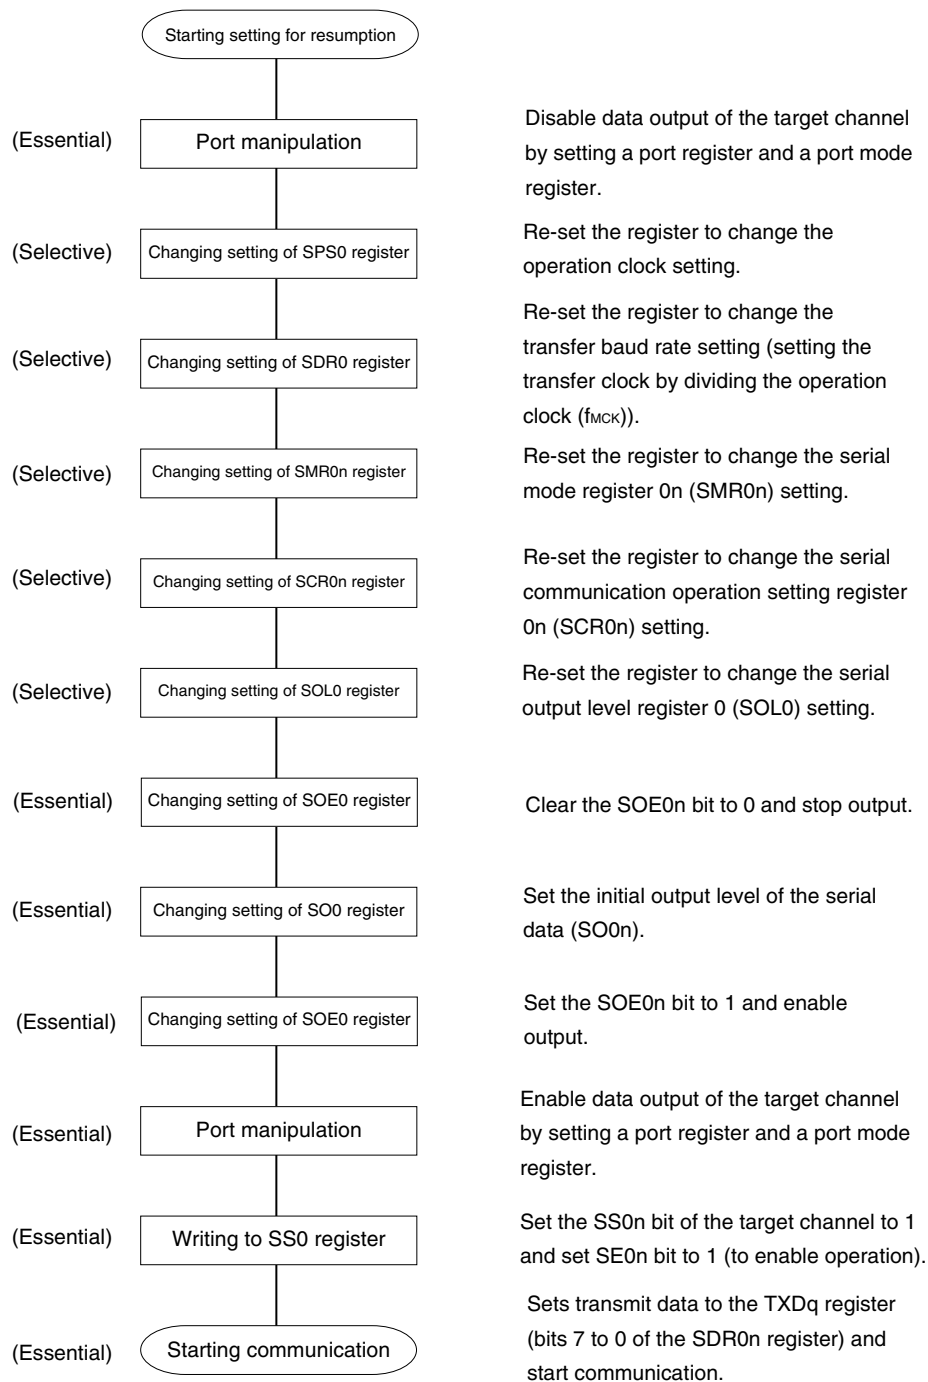 Starting setting for resumption
(Essential)
Port manipulation
Disable data output of the target channel
by setting a port register and a port mode
register.
(Selective)
Changing setting of SPS0 register
Re-set the register to change the
operation clock setting.
(Selective)
Changing setting of SDR0 register
Re-set the register to change the
transfer baud rate setting (setting the
transfer clock by dividing the operation
clock (fMCK)).
(Selective)
Changing setting of SMR0n register
Re-set the register to change the serial
mode register 0n (SMR0n) setting.
(Selective)
Changing setting of SCR0n register
Re-set the register to change the serial
communication operation setting register
0n (SCR0n) setting.
(Selective)
Changing setting of SOL0 register
Re-set the register to change the serial
output level register 0 (SOL0) setting.
(Essential)
Changing setting of SOE0 register
Clear the SOE0n bit to 0 and stop output.
(Essential)
Changing setting of SO0 register
Set the initial output level of the serial
data (SO0n).
(Essential)
Changing setting of SOE0 register
Set the SOE0n bit to 1 and enable
output.
(Essential)
Port manipulation
Enable data output of the target channel
by setting a port register and a port mode
register.
(Essential)
Writing to SS0 register
Set the SS0n bit of the target channel to 1
and set SE0n bit to 1 (to enable operation).
(Essential)
Starting communication
Sets transmit data to the TXDq register
(bits 7 to 0 of the SDR0n register) and
start communication.